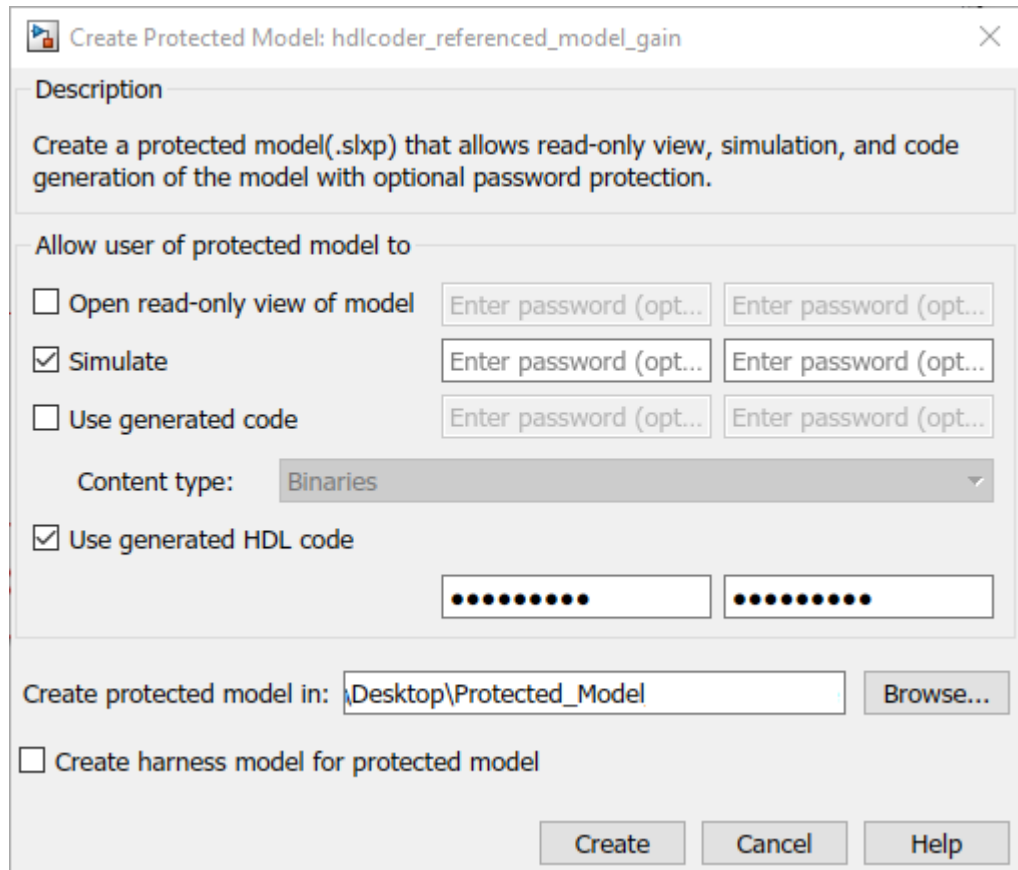 Create Protected Model: hdlcoder_referenced_model_gain
Description
Create a protected model(.slxp) that allows read-only view, simulation, and code
generation of the model with optional password protection.
Allow user of protected model to
Open read-only view of model Enter password (opt... Enter password (opt...
Simulate Enter password (opt... Enter password (opt...
Use generated code Enter password (opt... Enter password (opt...
Content type: Binaries
Use generated HDL code
●●●●●●●●● ●●●●●●●●●
Create protected model in: \Desktop\Protected_Model Browse...
Create harness model for protected model
Create Cancel Help